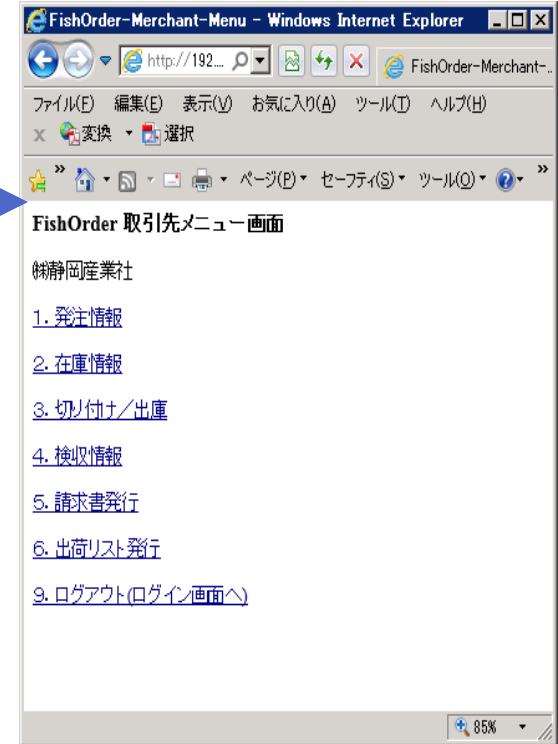 FishOrder-Merchant-Menu - Windows Internet Explorer
http://192... FishOrder-Merchant-...
ファイル(F) 編集(E) 表示(V) お気に入り(A) ツール(T) ヘルプ(H)
x 変換 選択
» ページ(P) セーフティ(S) ツール(O) »
FishOrder 取引先メニュー画面
㈱静岡産業社
1. 発注情報
2. 在庫情報
3. 切り付け／出庫
4. 検収情報
5. 請求書発行
6. 出荷リスト発行
9. ログアウト(ログイン画面へ)
85%